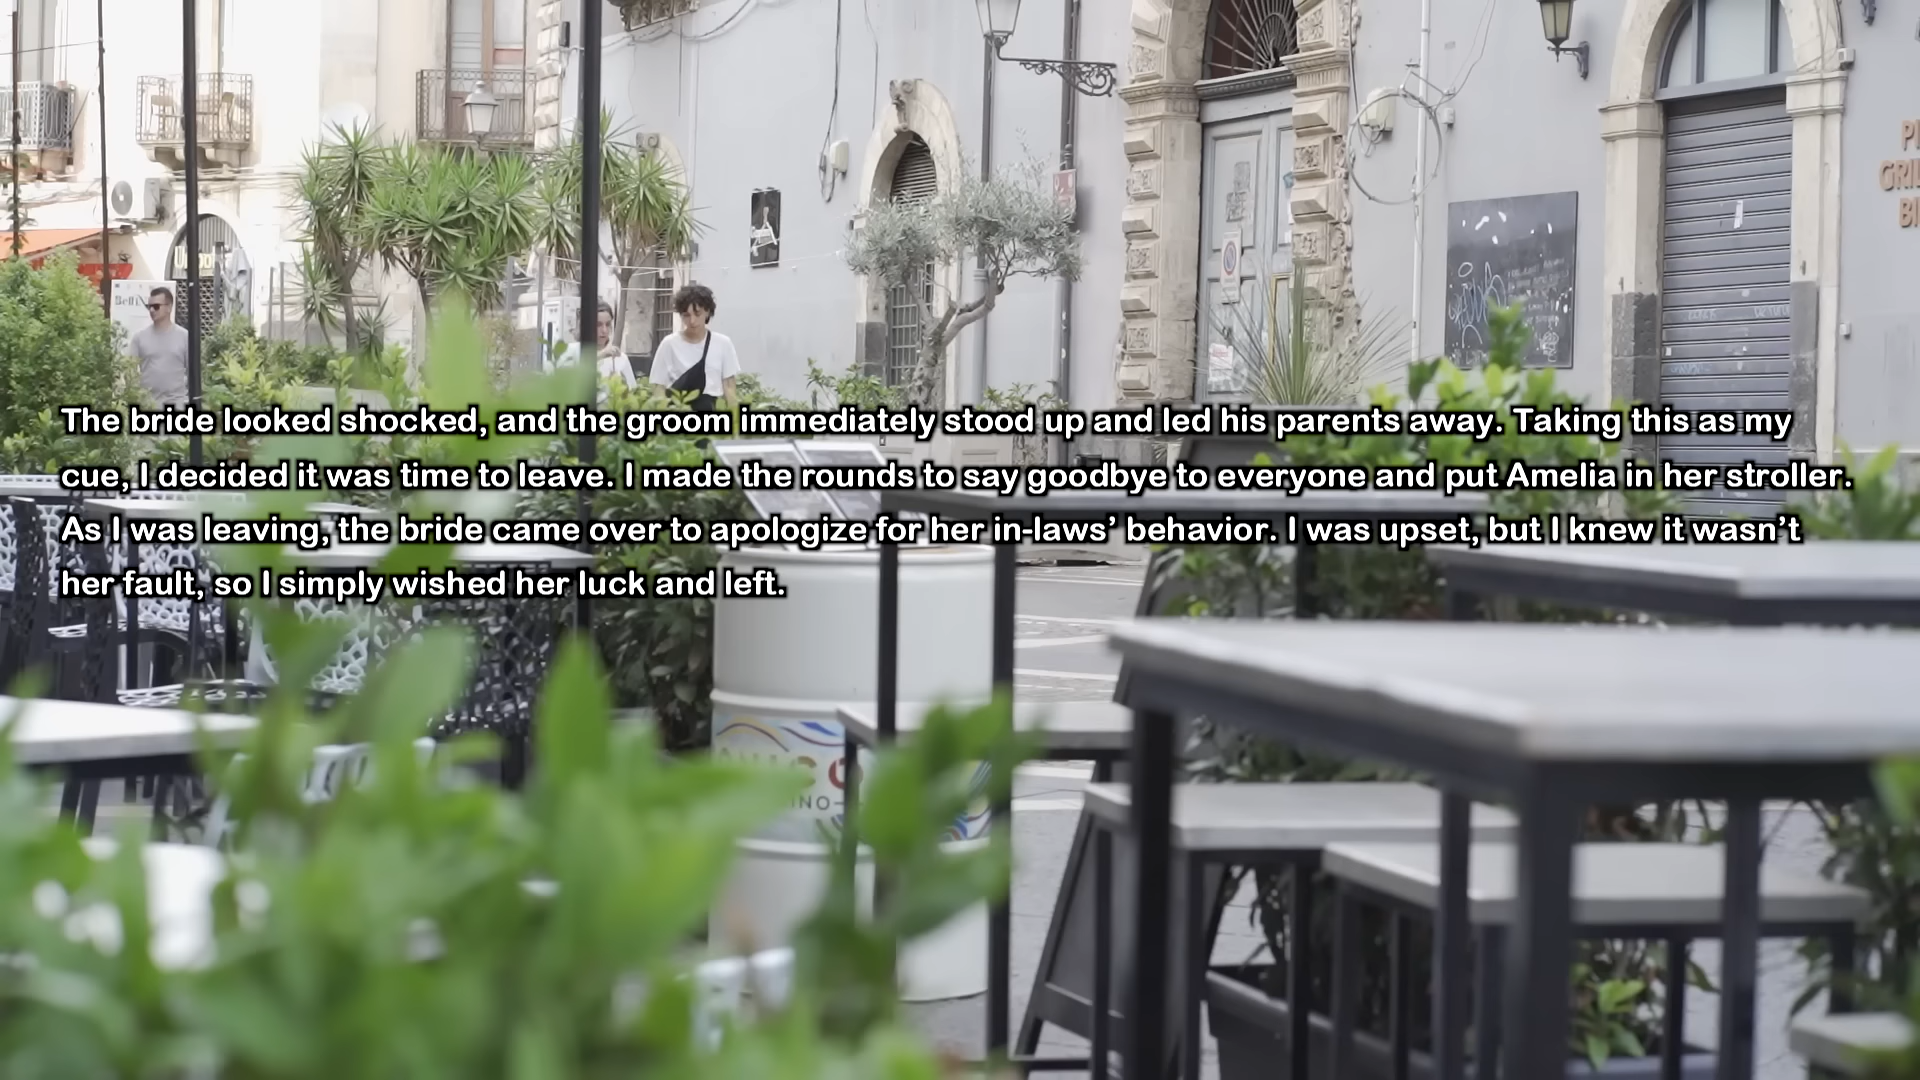 Bellini
The bride looked shocked, and the groom immediately stood up and led his parents away. Taking this as my
cue, I decided it was time to leave. I made the rounds to say goodbye to everyone and put Amelia in her stroller.
As I was leaving, the bride came over to apologize for her in-laws’ behavior. I was upset, but I knew it wasn’t
her fault, so I simply wished her luck and left.